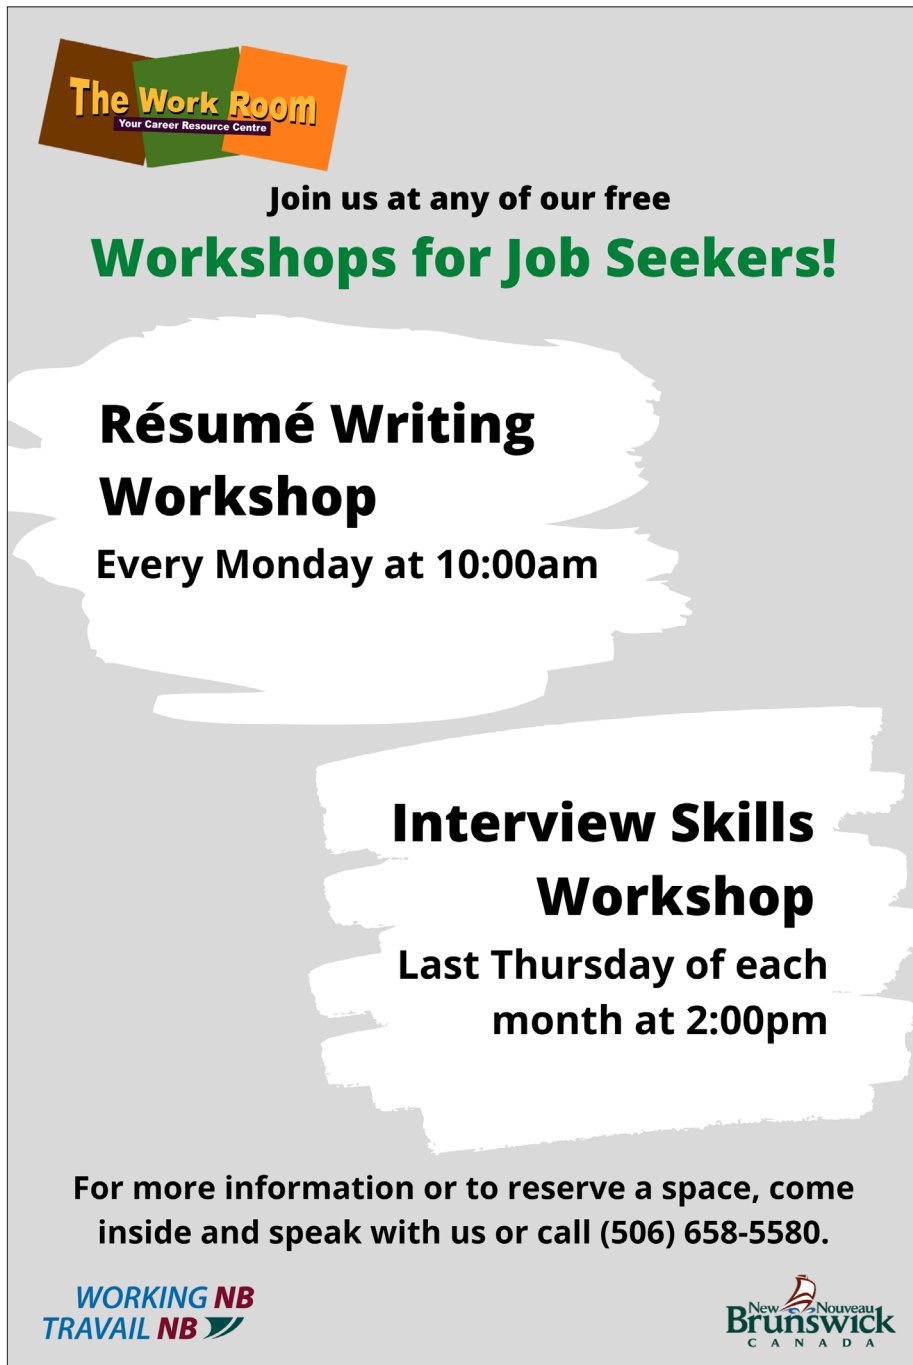 The Work Room
Your Career Resource Centre
Join us at any of our free
Workshops for Job Seekers!
Résumé Writing
Workshop
Every Monday at 10:00am
Interview Skills
Workshop
Last Thursday of each
month at 2:00pm
For more information or to reserve a space, come
inside and speak with us or call (506) 658-5580.
WORKING NB
TRAVAIL NB
New Nouveau
Brunswick
CANADA